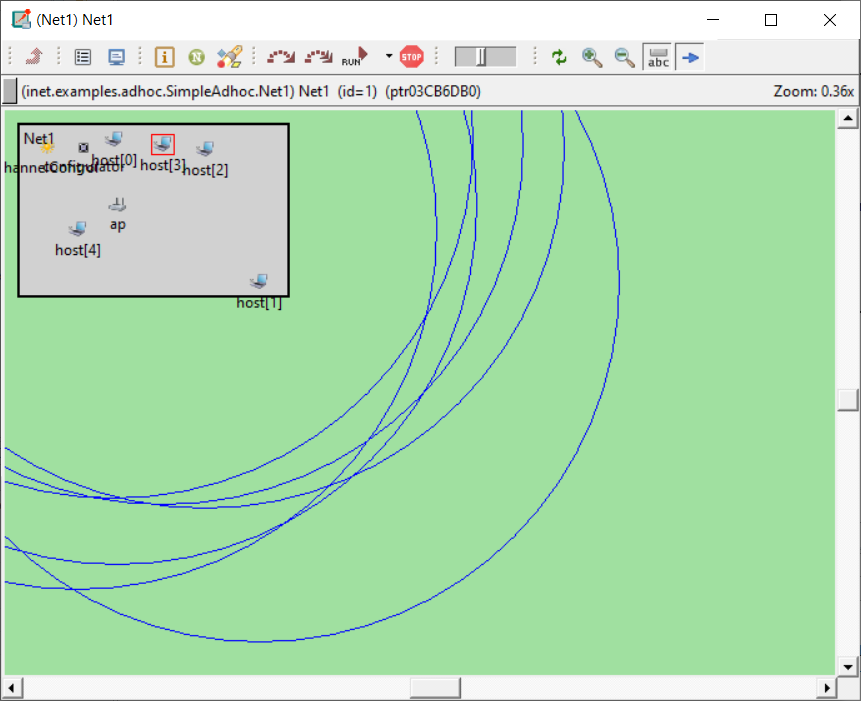 (Net1) Net1
i
N
RUN
STOP
abc
(inet.examples.adhoc.SimpleAdhoc.Net1) Net1 (id=1) (ptr03CB6DB0)
Zoom: 0.36x
Net1
host[0]
host[3]
host[2]
ap
host[4]
host[1]